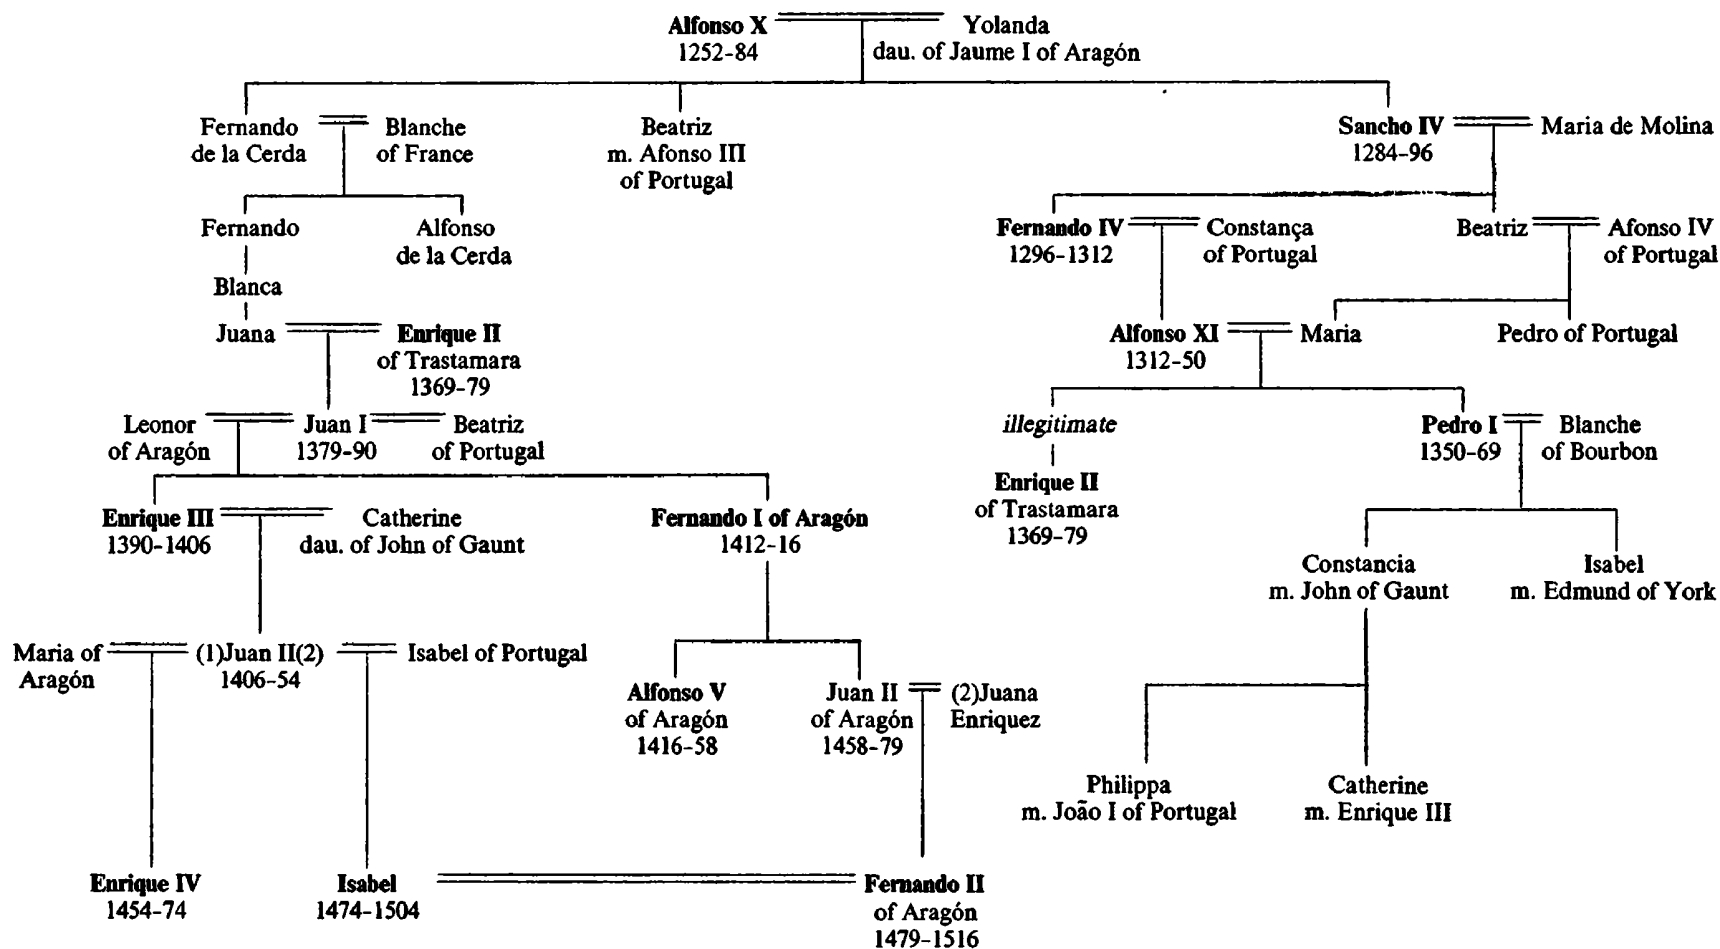 Alfonso X
1252-84
Yolanda
dau. of Jaume I of Aragón
Fernando
de la Cerda
Blanche
of France
Beatriz
m. Afonso III
of Portugal
Sancho IV
1284-96
Maria de Molina
Fernando
Alfonso
de la Cerda
Fernando IV
1296-1312
Constança
of Portugal
Beatriz
Afonso IV
of Portugal
Blanca
Juana
Enrique II
of Trastamara
1369-79
Alfonso XI
1312-50
Maria
Pedro of Portugal
Leonor
of Aragón
Juan I
1379-90
Beatriz
of Portugal
illegitimate
Pedro I
1350-69
Blanche
of Bourbon
Enrique II
of Trastamara
1369-79
Enrique III
1390-1406
Catherine
dau. of John of Gaunt
Fernando I of Aragón
1412-16
Constancia
m. John of Gaunt
Isabel
m. Edmund of York
Maria of
Aragón
(1)Juan II(2)
1406-54
Isabel of Portugal
Alfonso V
of Aragón
1416-58
Juan II
of Aragón
1458-79
(2)Juana
Enriquez
Philippa
m. João I of Portugal
Catherine
m. Enrique III
Enrique IV
1454-74
Isabel
1474-1504
Fernando II
of Aragón
1479-1516